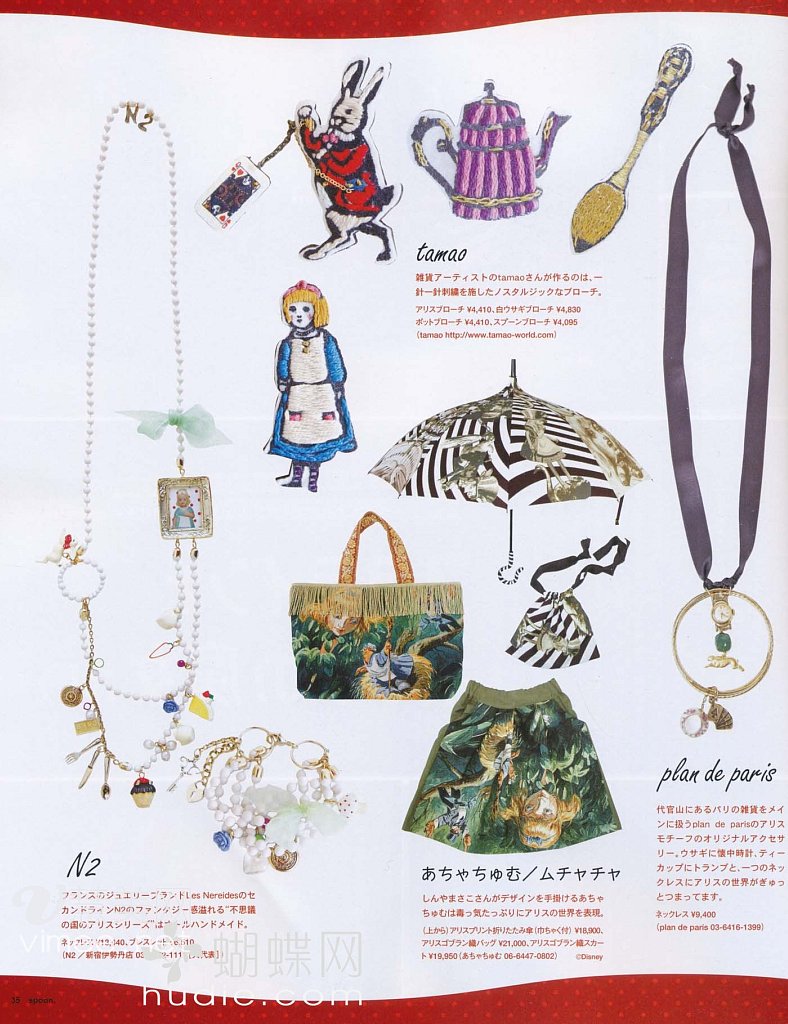 N2
tamao
雑貨アーティストのtamaoさんが作るのは、一
針一針刺繍を施したノスタルジックなブローチ。
アリスブローチ ¥4,410、白ウサギブローチ ¥4,830
ポットブローチ ¥4,410、スプーンブローチ ¥4,095
(tamao http://www.tamao-world.com)
plan de paris
代官山にあるパリの雑貨をメイ
ンに扱うplan de parisのアリス
モチーフのオリジナルアクセサ
リー。ウサギに懐中時計、ティー
カップにトランプと、一つのネッ
クレスにアリスの世界がぎゅっ
とつまってます。
ネックレス ¥9,400
(plan de paris 03-6416-1399)
あちゃちゅむ／ムチャチャ
しんやまさこさんがデザインを手掛けるあちゃ
ちゅむは毒っ気たっぷりにアリスの世界を表現。
(上から)アリスプリント折りたたみ傘(巾ちゃく付) ¥18,900、
アリスゴブラン織バッグ ¥21,000、アリスゴブラン織スカー
ト ¥19,950(あちゃちゅむ 06-6447-0802) ©Disney
N2
フランスのジュエリーブランドLes Nereidesのセ
カンドラインN2のファンタジー感溢れる"不思議
の国のアリスシリーズ"はオールハンドメイド。
ネックレス
(N2／新宿伊勢丹店
蝴蝶网
hudie.com
35 spoon.